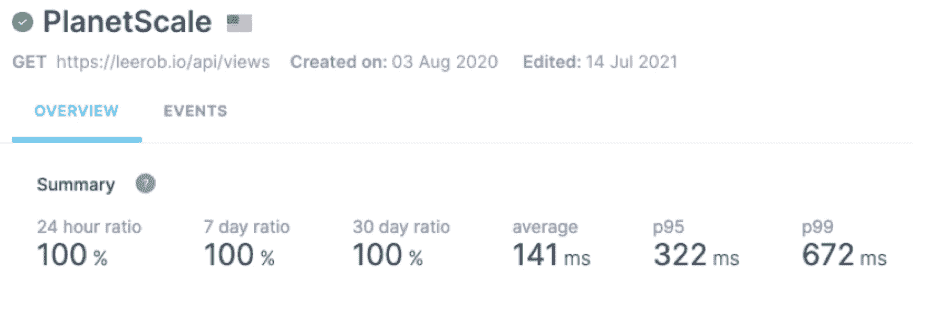 PlanetScale
GET https://leerob.io/api/views Created on: 03 Aug 2020 Edited: 14 Jul 2021
OVERVIEW EVENTS
Summary ?
24 hour ratio 7 day ratio 30 day ratio average p95 p99
100 % 100 % 100 % 141 ms 322 ms 672 ms